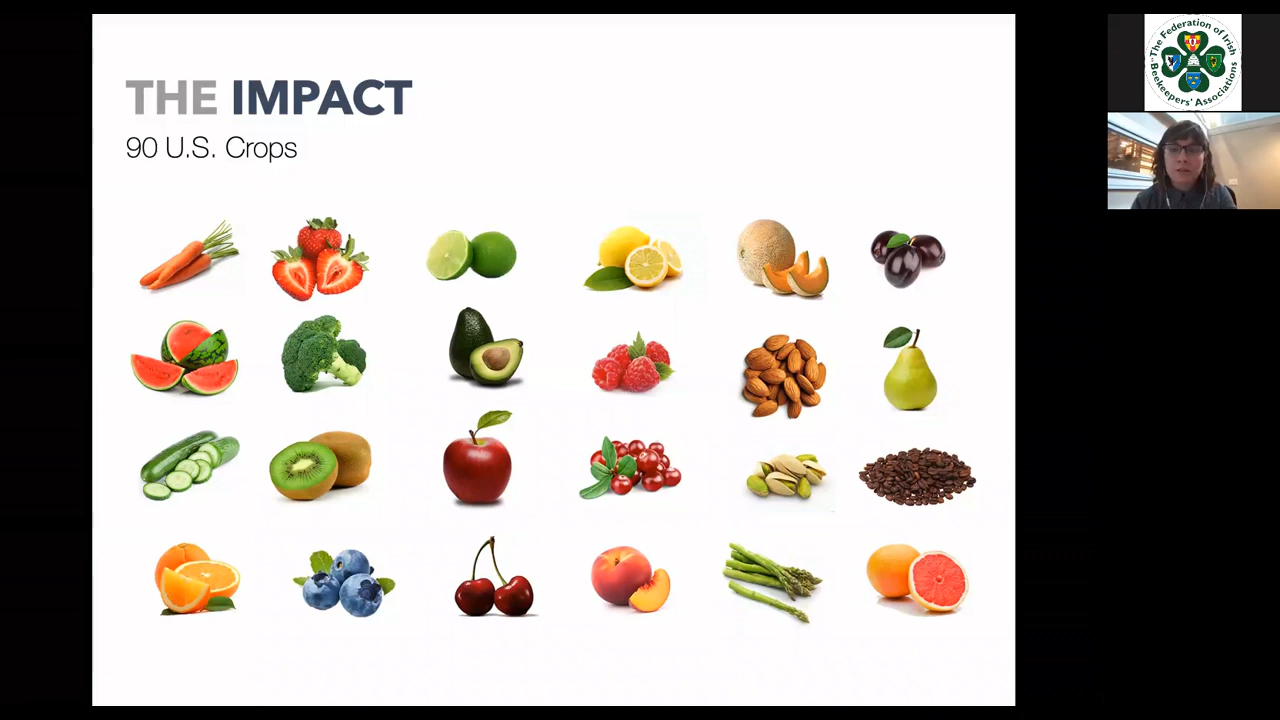 THE IMPACT
90 U.S. Crops
The Federation of Irish
Beekeepers' Associations